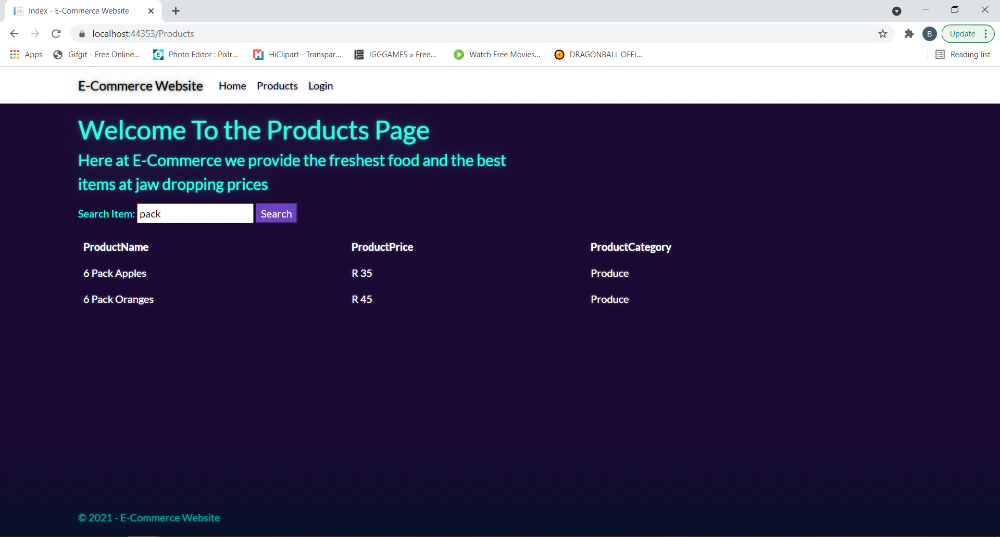 Index - E-Commerce Website
localhost:44353/Products
B
Update
Apps
Gifgit - Free Online...
Photo Editor : Pixlr...
HiClipart - Transpar...
IGGGAMES » Free...
Watch Free Movies...
DRAGONBALL OFFI...
Reading list
E-Commerce Website Home Products Login
Welcome To the Products Page
Here at E-Commerce we provide the freshest food and the best
items at jaw dropping prices
Search Item: pack Search
ProductName ProductPrice ProductCategory
6 Pack Apples R 35 Produce
6 Pack Oranges R 45 Produce
© 2021 - E-Commerce Website